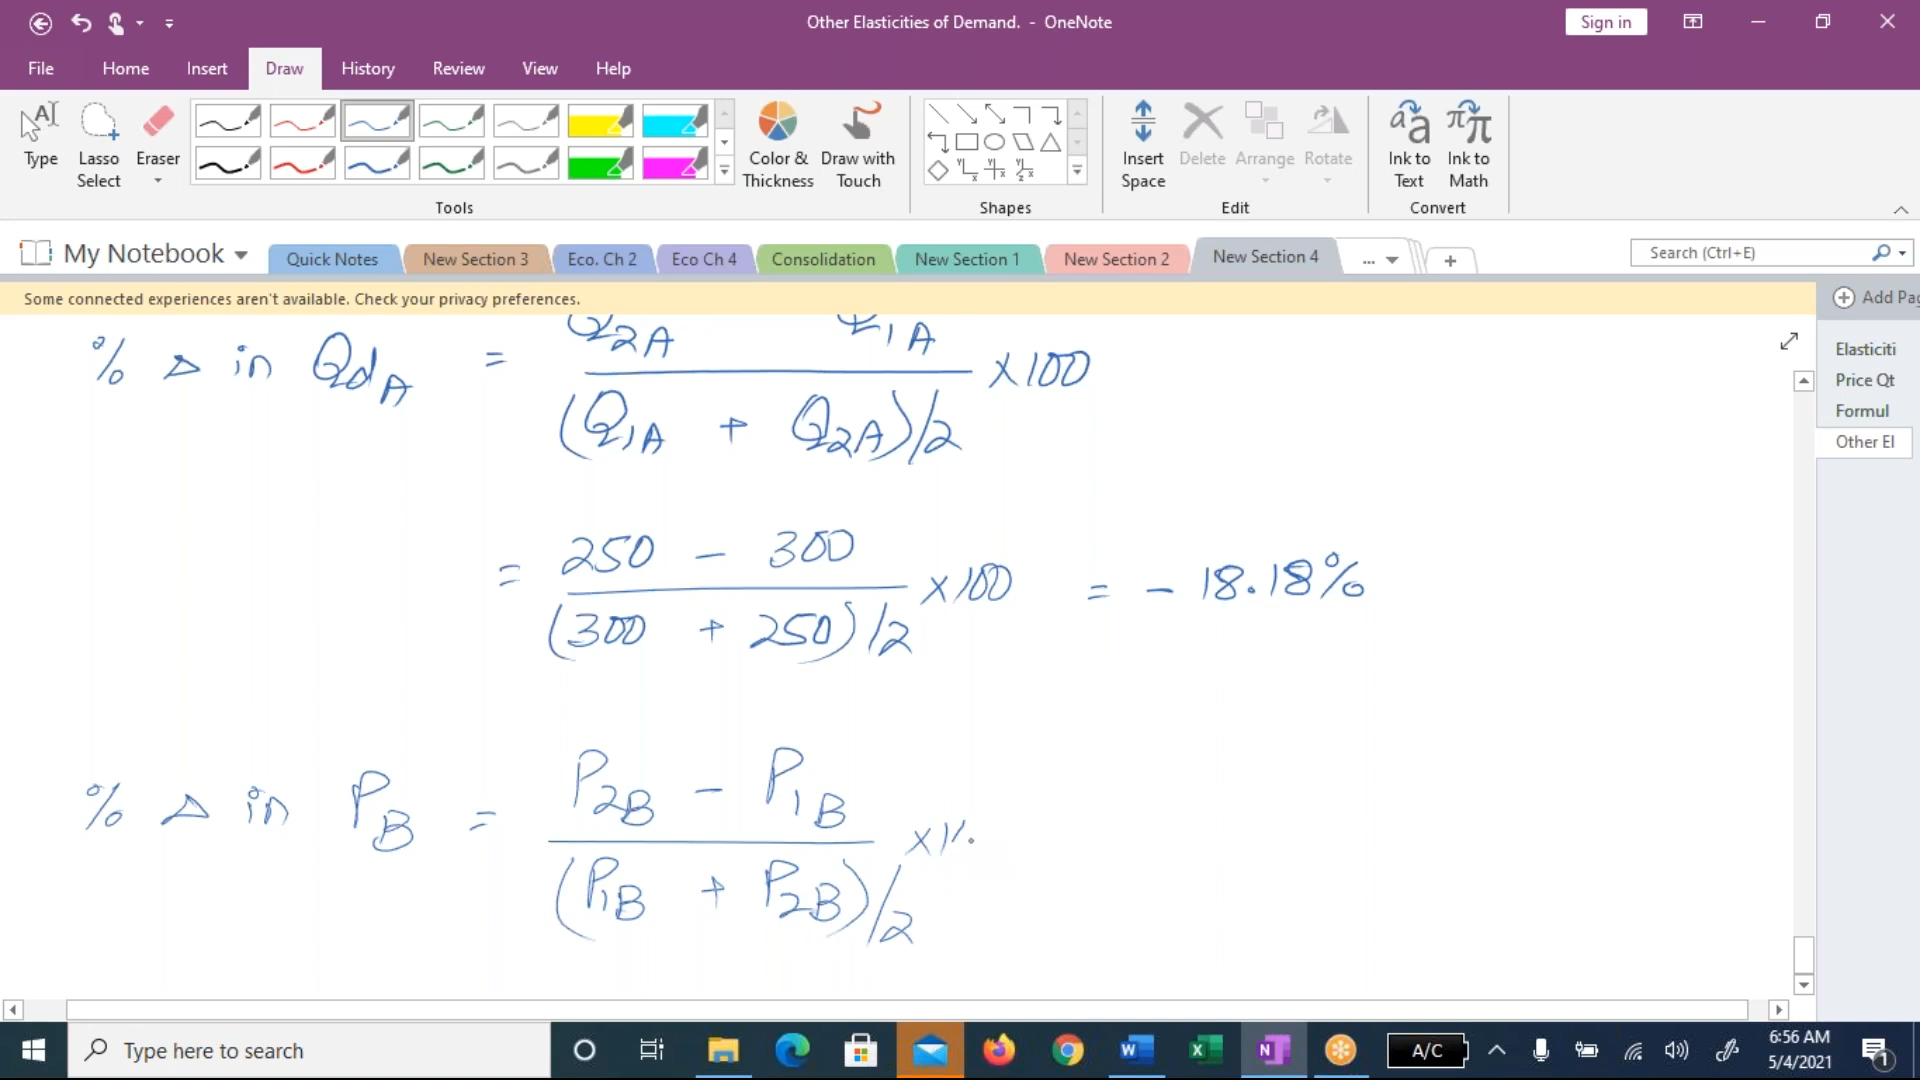 Other Elasticities of Demand. - OneNote
Sign in
File Home Insert Draw History Review View Help
Type
Lasso Select
Eraser
Color & Thickness
Draw with Touch
Insert Space
Delete
Arrange
Rotate
Ink to Text
Ink to Math
Tools
Shapes
Edit
Convert
My Notebook
Quick Notes
New Section 3
Eco. Ch 2
Eco Ch 4
Consolidation
New Section 1
New Section 2
New Section 4
...
Search (Ctrl+E)
Some connected experiences aren't available. Check your privacy preferences.
Add Pag
Elasticiti
Price Qt
Formul
Other El
Q2A Q1A
% Δ in QdA = ×100
(Q1A + Q2A)/2
250 - 300
= ×100 = - 18.18%
(300 + 250)/2
P2B - P1B
% Δ in PB = ×1
(P1B + P2B)/2
Type here to search
A/C
6:56 AM
5/4/2021
1